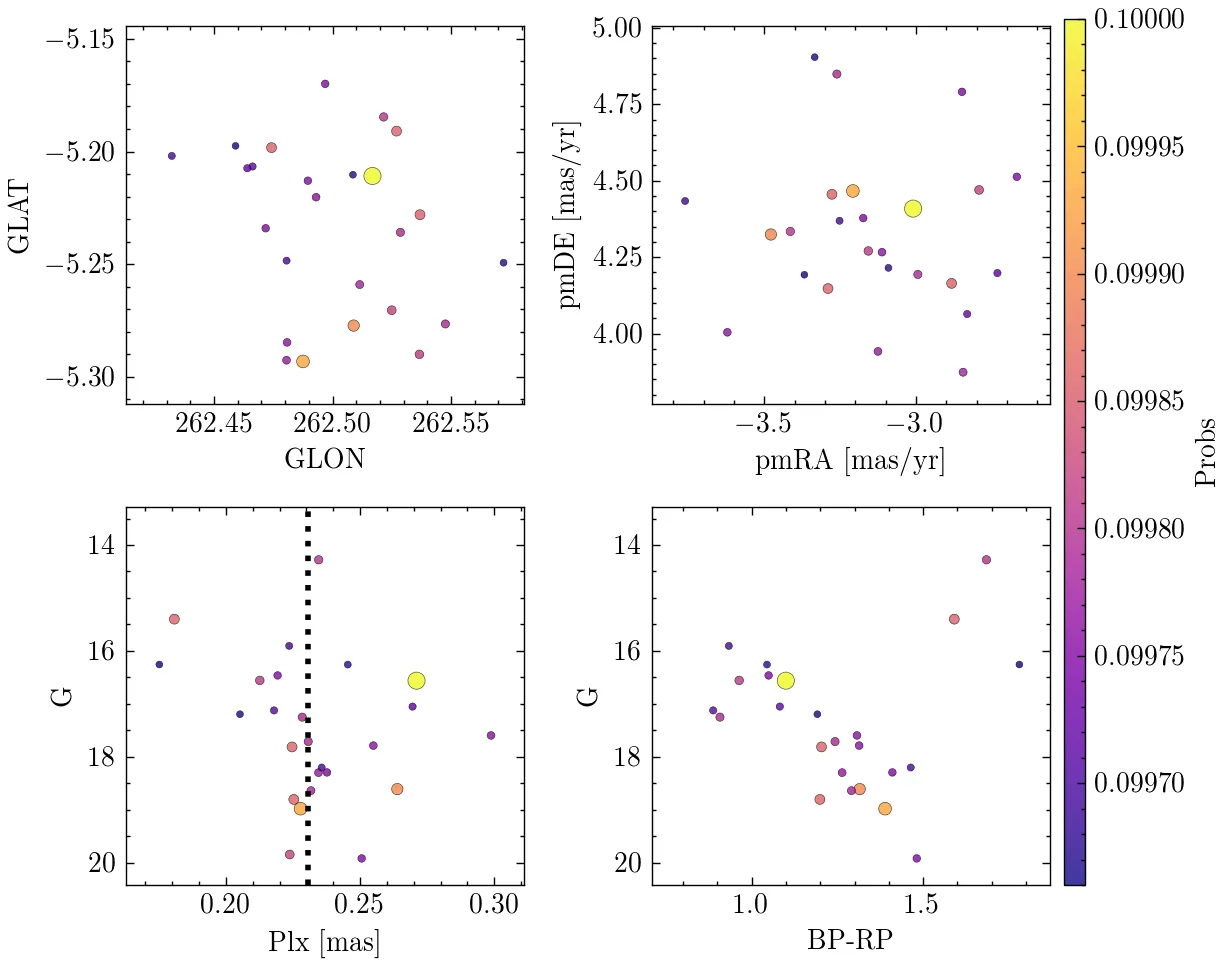 −5.15
−5.20
−5.25
−5.30
GLAT
262.45 262.50 262.55
GLON
5.00
4.75
4.50
4.25
4.00
pmDE [mas/yr]
−3.5 −3.0
pmRA [mas/yr]
14
16
18
20
G
0.20 0.25 0.30
Plx [mas]
14
16
18
20
G
1.0 1.5
BP-RP
0.10000
0.09995
0.09990
0.09985
0.09980
0.09975
0.09970
Probs